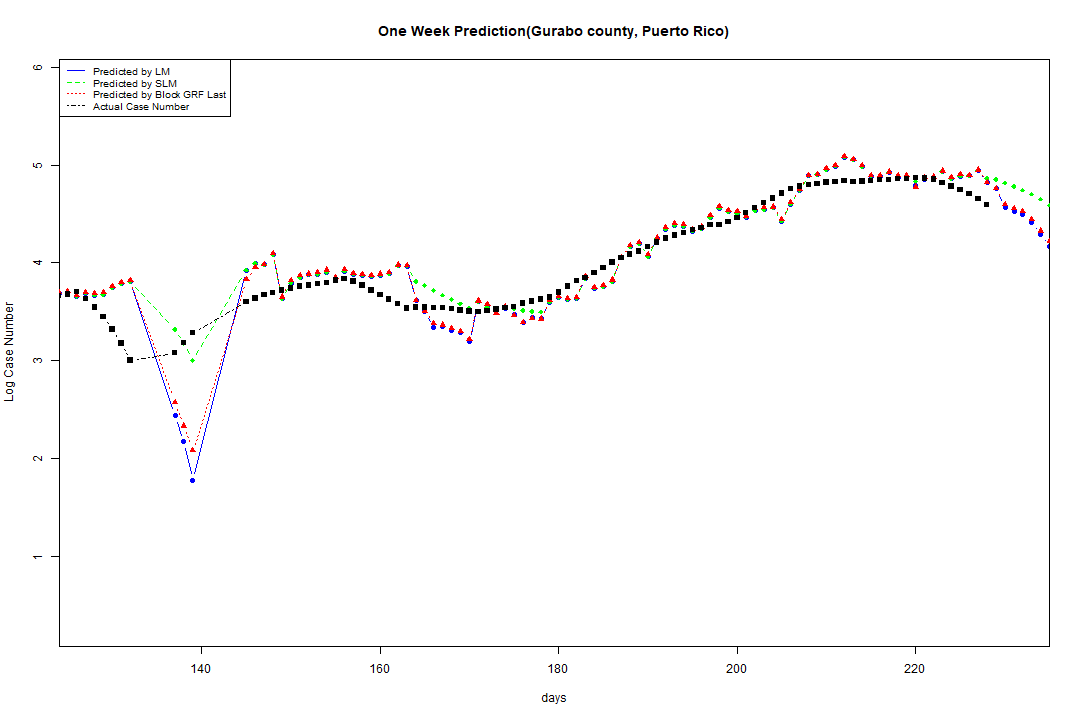 One Week Prediction(Gurabo county, Puerto Rico)
Predicted by LM
Predicted by SLM
Predicted by Block GRF Last
Actual Case Number
6
5
4
3
2
1
Log Case Number
140 160 180 200 220
days